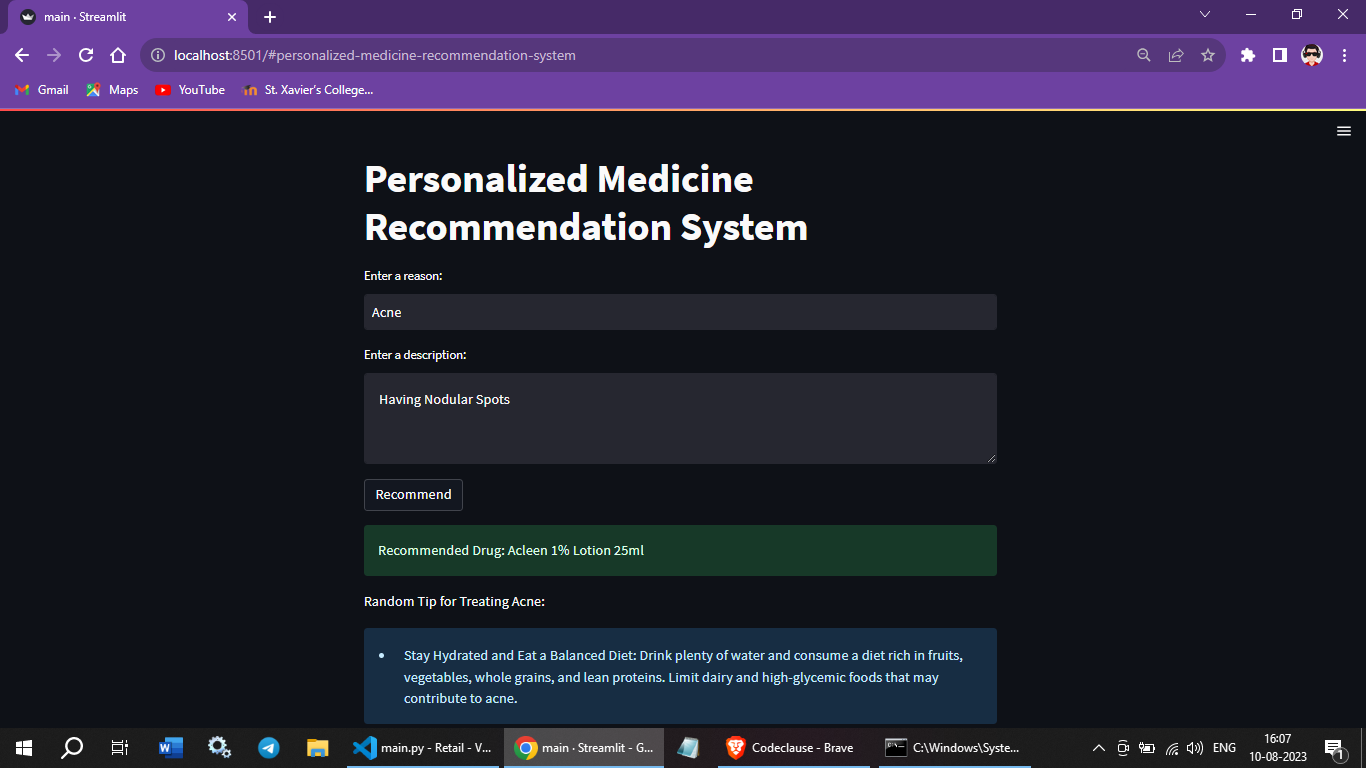 main · Streamlit
localhost:8501/#personalized-medicine-recommendation-system
Gmail
Maps
YouTube
St. Xavier's College...
Personalized Medicine
Recommendation System
Enter a reason:
Acne
Enter a description:
Having Nodular Spots
Recommend
Recommended Drug: Acleen 1% Lotion 25ml
Random Tip for Treating Acne:
• Stay Hydrated and Eat a Balanced Diet: Drink plenty of water and consume a diet rich in fruits,
vegetables, whole grains, and lean proteins. Limit dairy and high-glycemic foods that may
contribute to acne.
main.py - Retail - V...
main · Streamlit - G...
Codeclause - Brave
C:\Windows\Syste...
ENG
16:07
10-08-2023
1